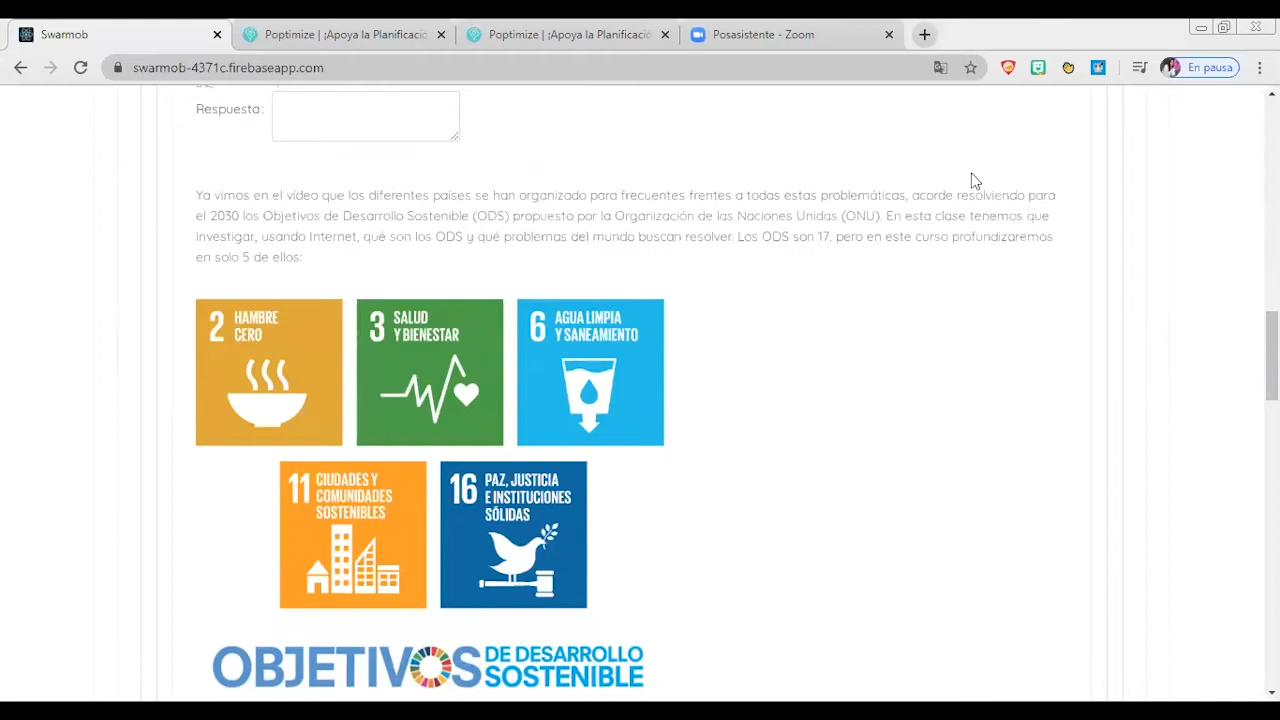 Swarmob
Poptimize | ¡Apoya la Planificació
Poptimize | ¡Apoya la Planificació
Posasistente - Zoom
swarmob-4371c.firebaseapp.com
En pausa
Respuesta:
Ya vimos en el vídeo que los diferentes países se han organizado para frecuentes frentes a todas estas problemáticas, acorde resolviendo para
el 2030 los Objetivos de Desarrollo Sostenible (ODS) propuesto por la Organización de las Naciones Unidas (ONU). En esta clase tenemos que
investigar, usando Internet, qué son los ODS y qué problemas del mundo buscan resolver. Los ODS son 17, pero en este curso profundizaremos
en solo 5 de ellos:
2 HAMBRE
CERO
3 SALUD
Y BIENESTAR
6 AGUA LIMPIA
Y SANEAMIENTO
11 CIUDADES Y
COMUNIDADES
SOSTENIBLES
16 PAZ, JUSTICIA
E INSTITUCIONES
SÓLIDAS
OBJETIVOS DE DESARROLLO
SOSTENIBLE